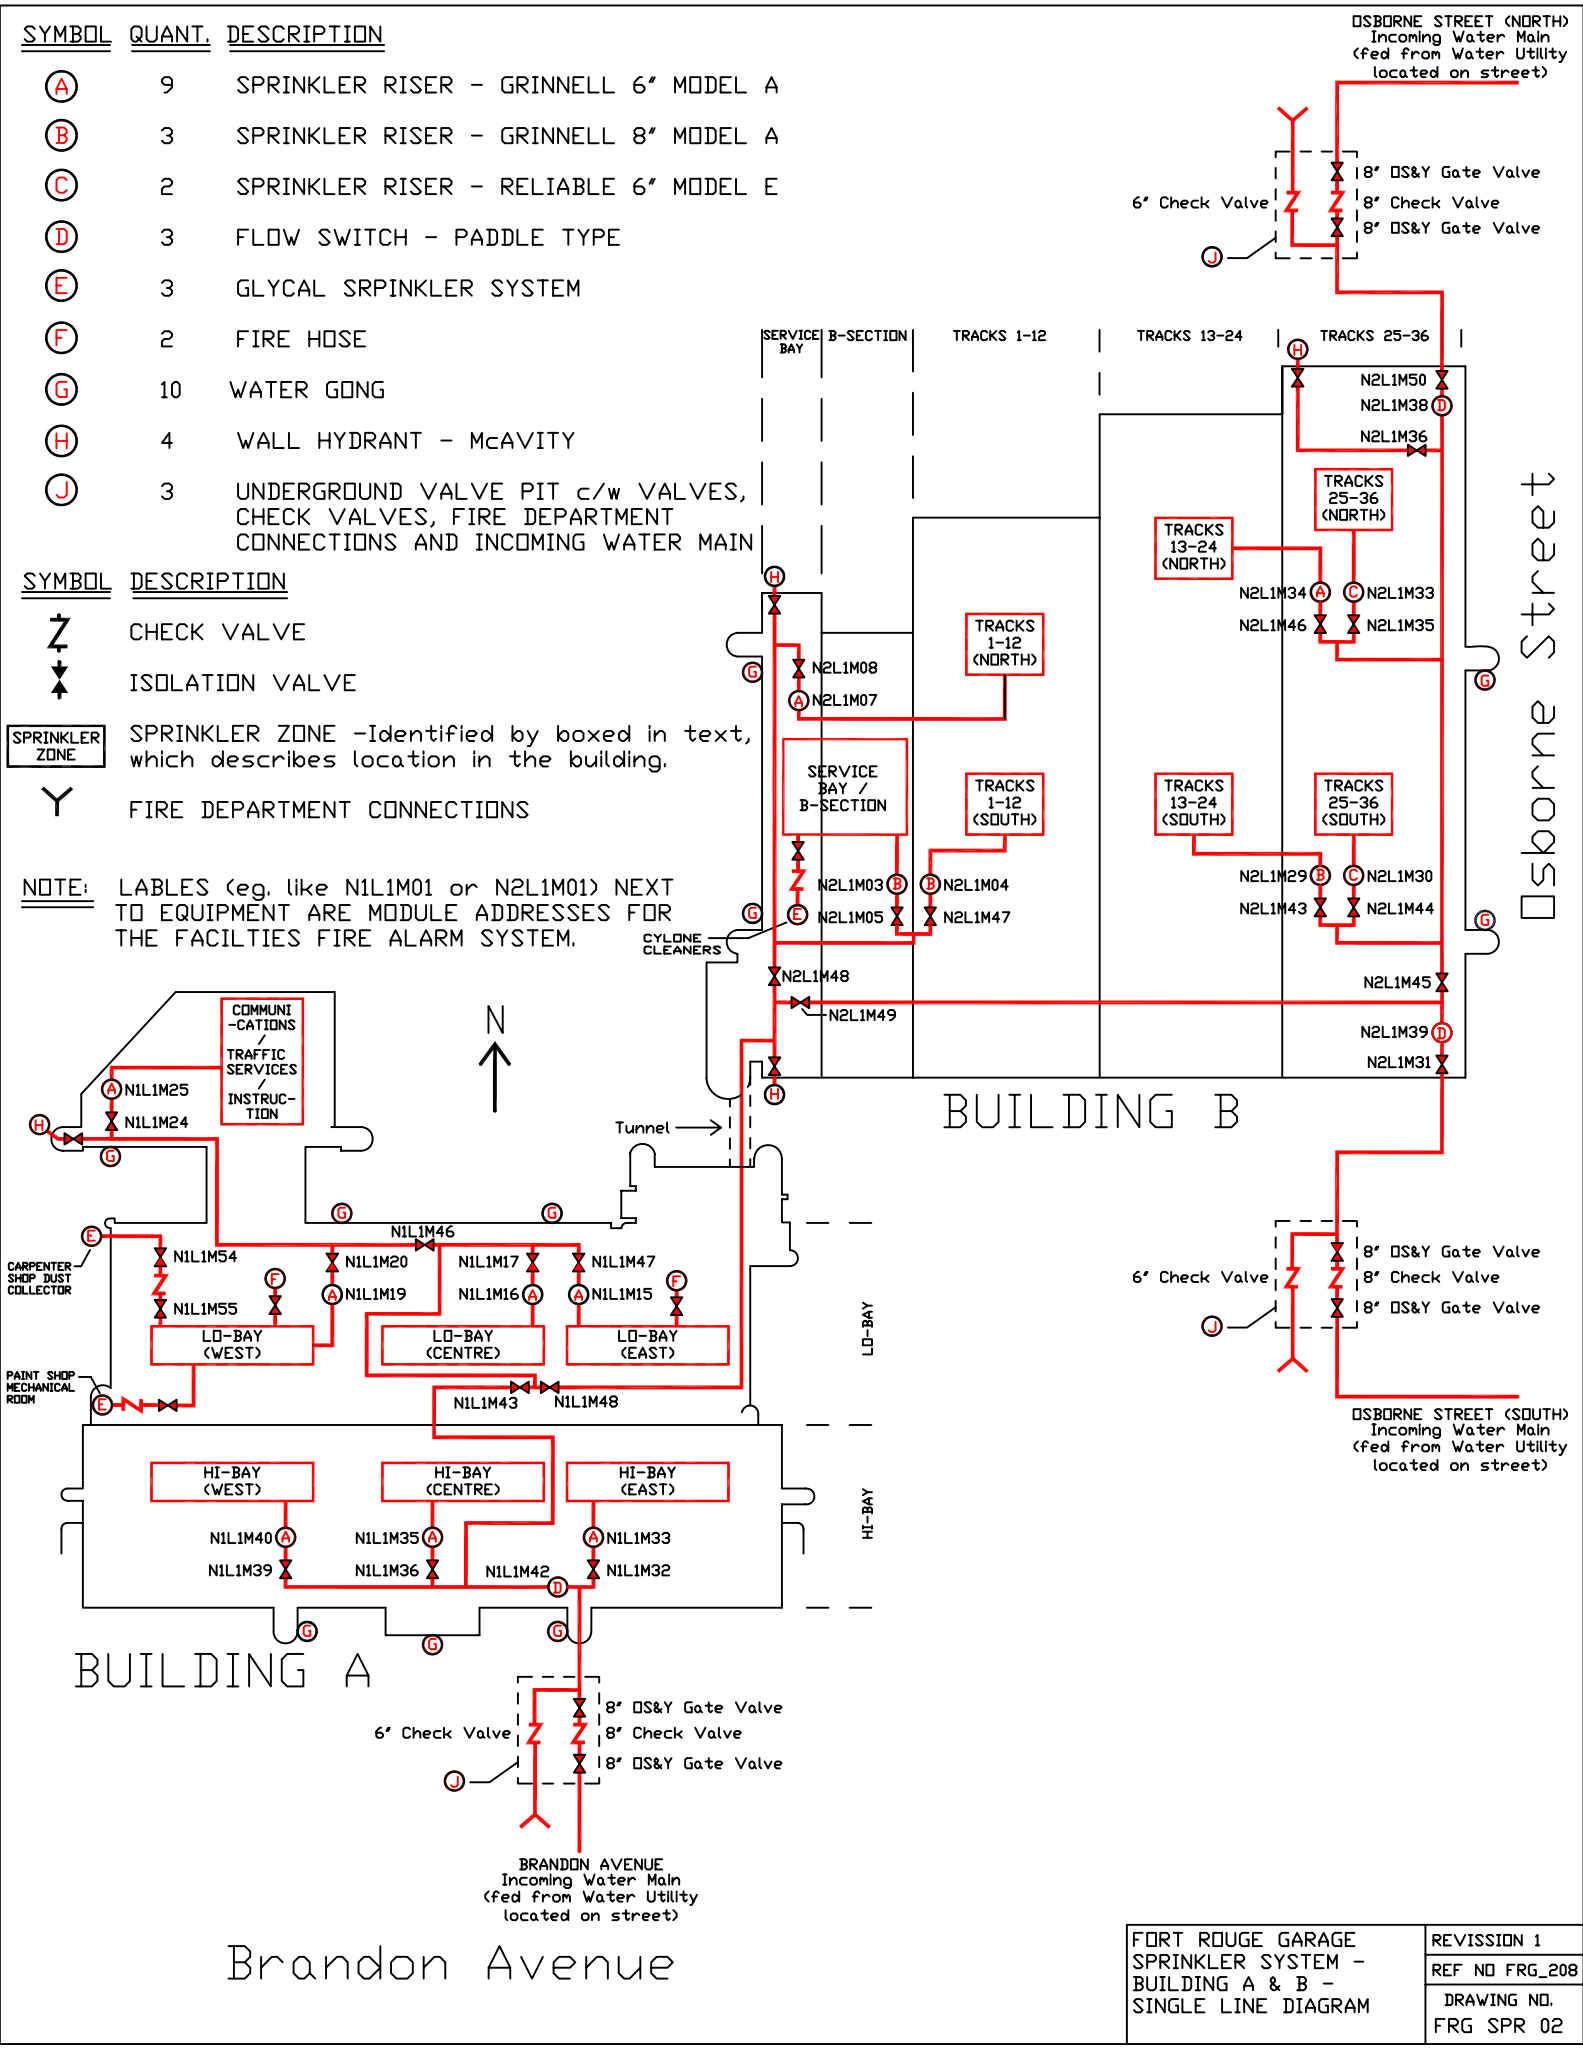 SYMBOL QUANT. DESCRIPTION
A 9 SPRINKLER RISER - GRINNELL 6" MODEL A
B 3 SPRINKLER RISER - GRINNELL 8" MODEL A
C 2 SPRINKLER RISER - RELIABLE 6" MODEL E
D 3 FLOW SWITCH - PADDLE TYPE
E 3 GLYCAL SRPINKLER SYSTEM
F 2 FIRE HOSE
G 10 WATER GONG
H 4 WALL HYDRANT - McAVITY
J 3 UNDERGROUND VALVE PIT c/w VALVES,
CHECK VALVES, FIRE DEPARTMENT
CONNECTIONS AND INCOMING WATER MAIN
SYMBOL DESCRIPTION
CHECK VALVE
ISOLATION VALVE
SPRINKLER
ZONE
SPRINKLER ZONE -Identified by boxed in text,
which describes location in the building.
FIRE DEPARTMENT CONNECTIONS
NOTE: LABLES (eg. like N1L1M01 or N2L1M01) NEXT
TO EQUIPMENT ARE MODULE ADDRESSES FOR
THE FACILTIES FIRE ALARM SYSTEM.
OSBORNE STREET (NORTH)
Incoming Water Main
(fed from Water Utility
located on street)
8" OS&Y Gate Valve
6" Check Valve
8" Check Valve
8" OS&Y Gate Valve
J
SERVICE
BAY
B-SECTION
TRACKS 1-12
TRACKS 13-24
TRACKS 25-36
H
N2L1M50
N2L1M38 D
N2L1M36
TRACKS
25-36
(NORTH)
TRACKS
13-24
(NORTH)
N2L1M34 A
C N2L1M33
N2L1M46
N2L1M35
G
H
TRACKS
1-12
(NORTH)
G
N2L1M08
A N2L1M07
SERVICE
BAY /
B-SECTION
TRACKS
1-12
(SOUTH)
TRACKS
13-24
(SOUTH)
TRACKS
25-36
(SOUTH)
N2L1M03 B
B N2L1M04
N2L1M29 B
C N2L1M30
G
E
N2L1M05
N2L1M47
N2L1M43
N2L1M44
G
CYLONE
CLEANERS
N2L1M48
N2L1M45
N2L1M49
N2L1M39 D
N2L1M31
H
BUILDING B
Osborne Street
N
Tunnel
COMMUNI
-CATIONS
/
TRAFFIC
SERVICES
/
INSTRUC-
TION
A N1L1M25
N1L1M24
H
G
G
G
N1L1M46
E
CARPENTER
SHOP DUST
COLLECTOR
N1L1M54
N1L1M55
F
N1L1M20
A N1L1M19
N1L1M17
N1L1M16 A
N1L1M47
A N1L1M15
F
LO-BAY
(WEST)
LO-BAY
(CENTRE)
LO-BAY
(EAST)
LO-BAY
PAINT SHOP
MECHANICAL
ROOM
E
N1L1M43
N1L1M48
HI-BAY
(WEST)
HI-BAY
(CENTRE)
HI-BAY
(EAST)
HI-BAY
N1L1M40 A
N1L1M35 A
A N1L1M33
N1L1M39
N1L1M36
N1L1M42
D
N1L1M32
G
G
G
BUILDING A
8" OS&Y Gate Valve
6" Check Valve
8" Check Valve
8" OS&Y Gate Valve
J
BRANDON AVENUE
Incoming Water Main
(fed from Water Utility
located on street)
Brandon Avenue
8" OS&Y Gate Valve
6" Check Valve
8" Check Valve
8" OS&Y Gate Valve
J
OSBORNE STREET (SOUTH)
Incoming Water Main
(fed from Water Utility
located on street)
FORT ROUGE GARAGE
SPRINKLER SYSTEM -
BUILDING A & B -
SINGLE LINE DIAGRAM
REVISSION 1
REF NO FRG_208
DRAWING NO.
FRG SPR 02